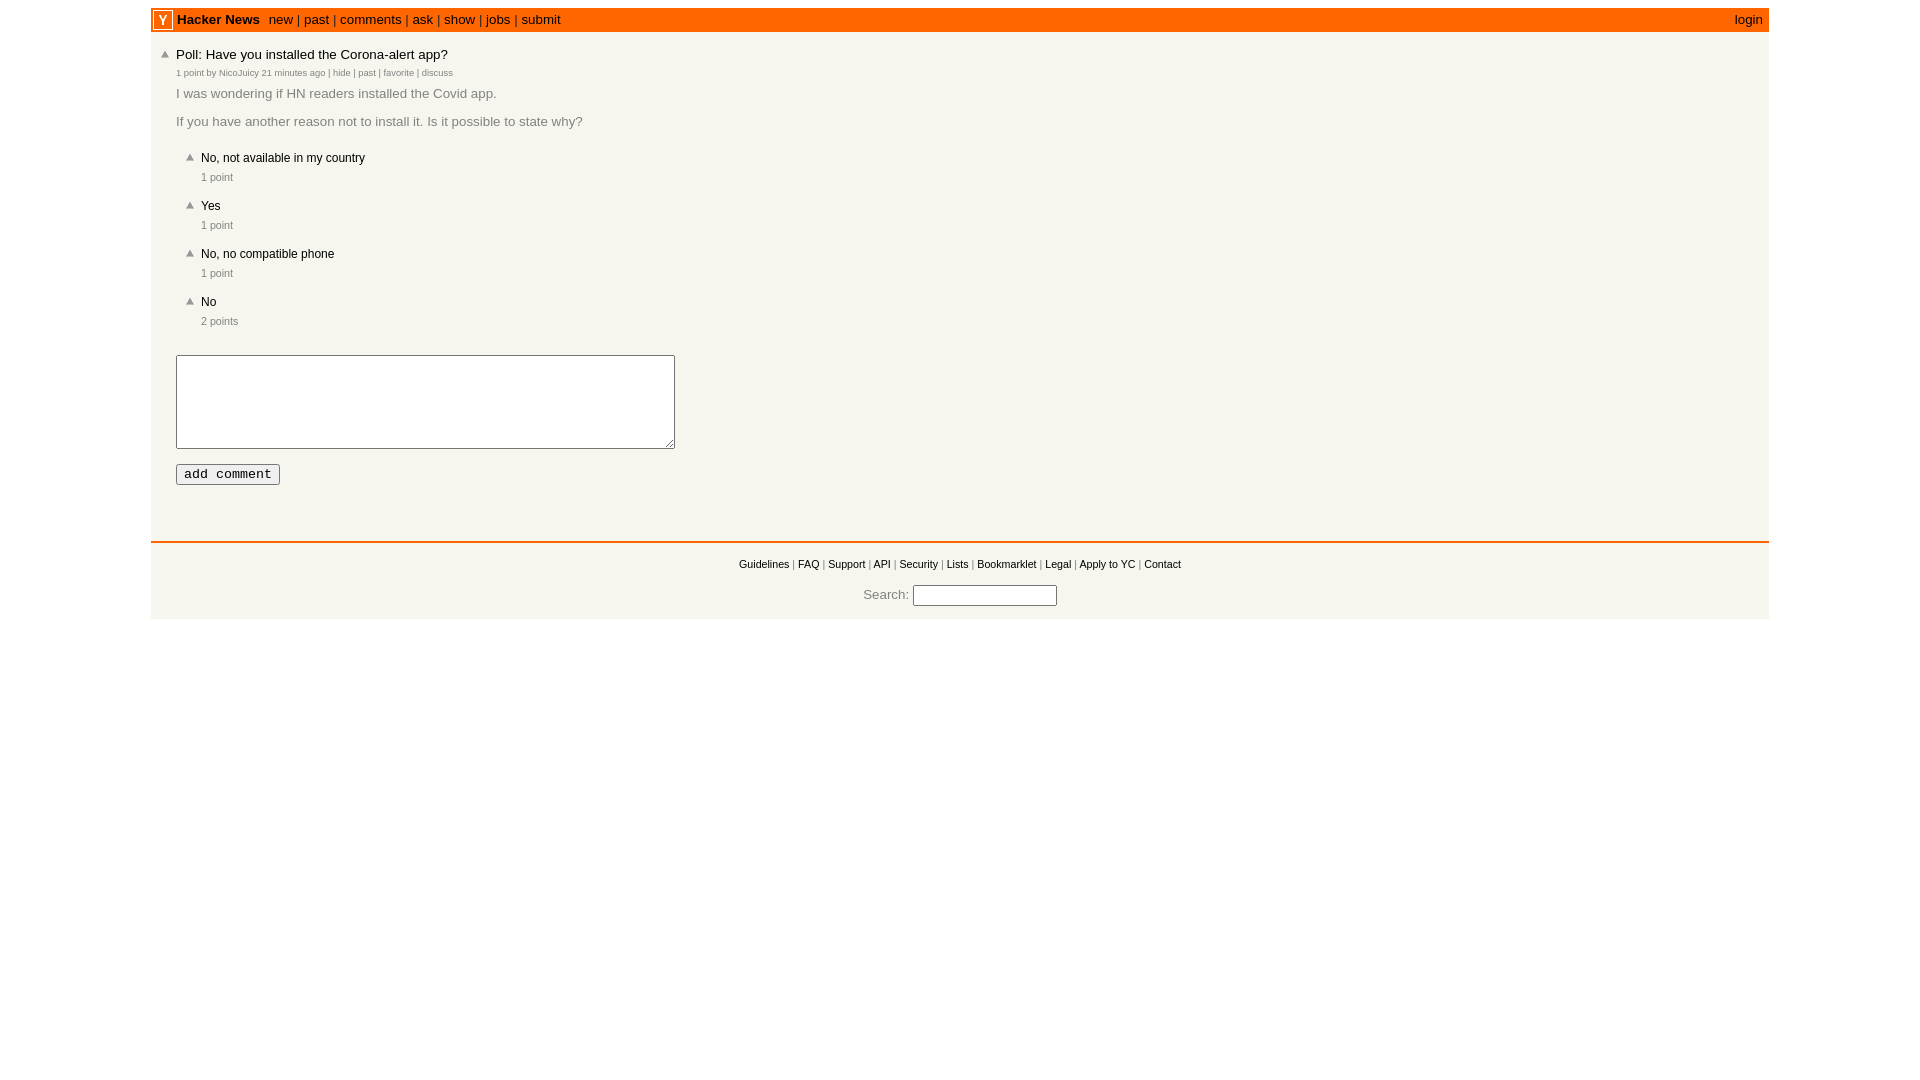 Y Hacker News new | past | comments | ask | show | jobs | submit login
Poll: Have you installed the Corona-alert app?
1 point by NicoJuicy 21 minutes ago | hide | past | favorite | discuss
I was wondering if HN readers installed the Covid app.
If you have another reason not to install it. Is it possible to state why?
No, not available in my country
1 point
Yes
1 point
No, no compatible phone
1 point
No
2 points
add comment
Guidelines | FAQ | Support | API | Security | Lists | Bookmarklet | Legal | Apply to YC | Contact
Search: